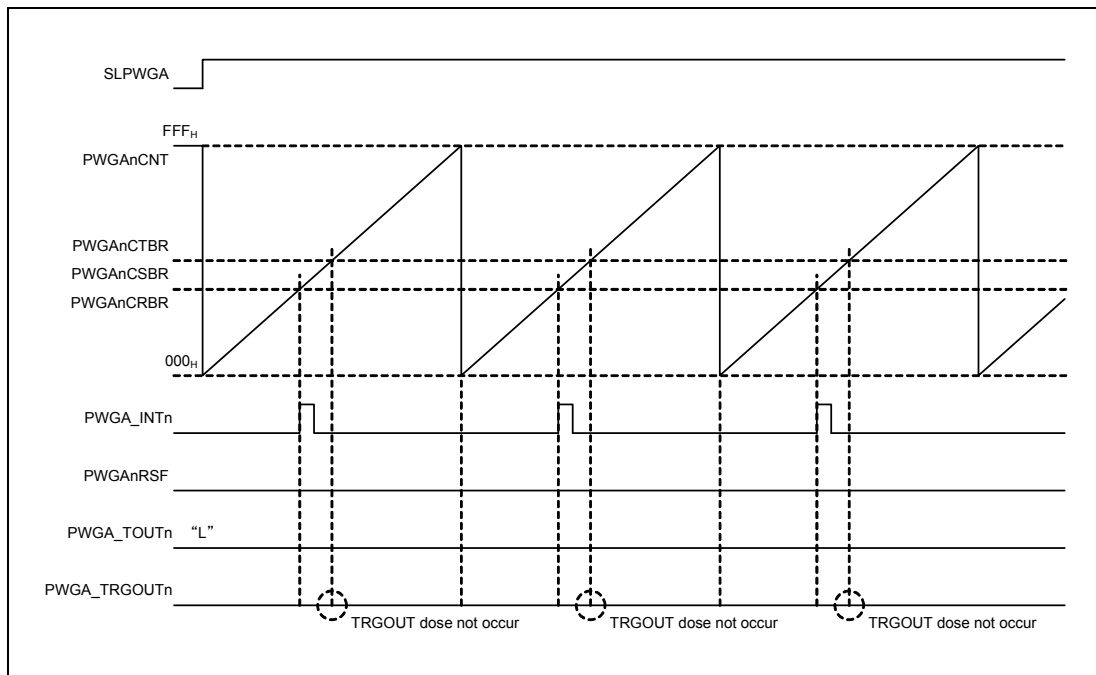 SLPWGA
FFFH
PWGAnCNT
PWGAnCTBR
PWGAnCSBR
PWGAnCRBR
000H
PWGA_INTn
PWGAnRSF
PWGA_TOUTn “L”
PWGA_TRGOUTn
TRGOUT dose not occur TRGOUT dose not occur TRGOUT dose not occur